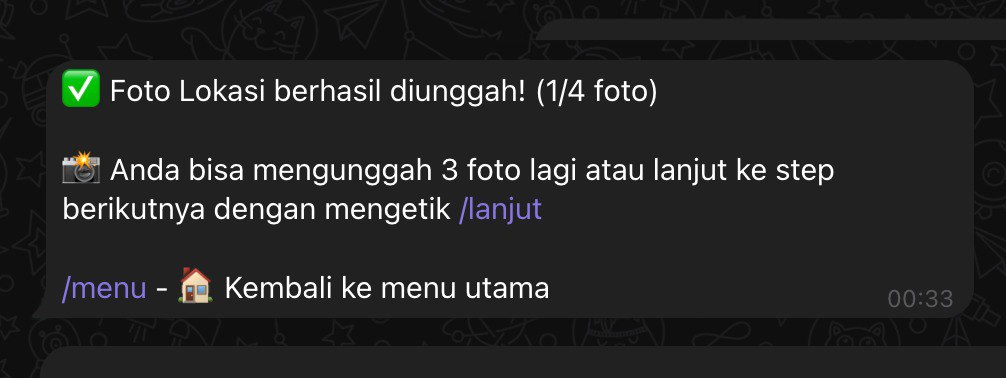 ✅ Foto Lokasi berhasil diunggah! (1/4 foto)
📸 Anda bisa mengunggah 3 foto lagi atau lanjut ke step
berikutnya dengan mengetik /lanjut
/menu - 🏠 Kembali ke menu utama
00:33